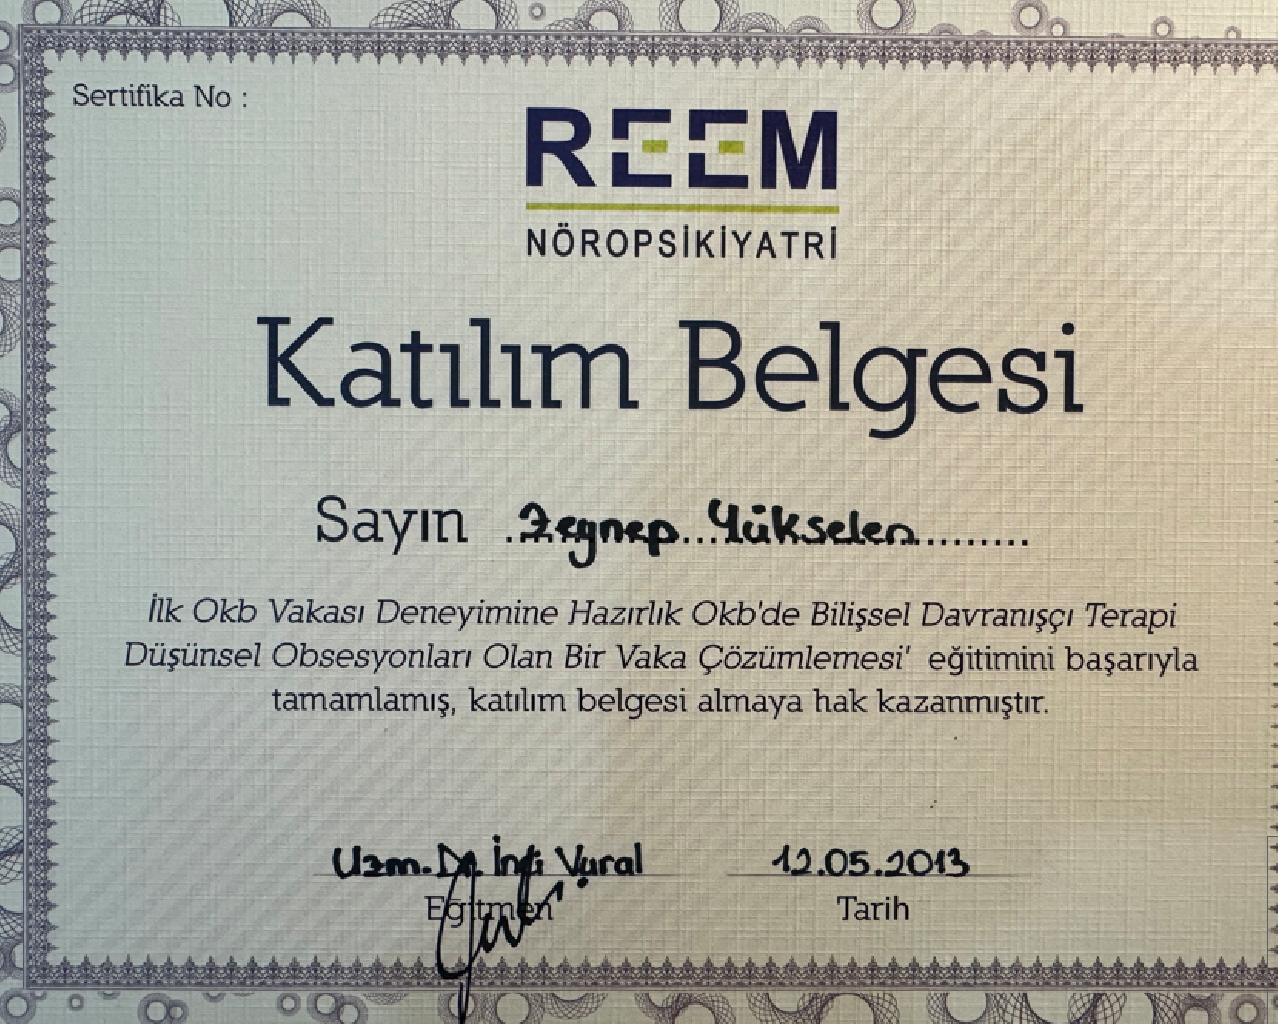 Sertifika No :
REEM
NÖROPSİKİYATRİ
Katılım Belgesi
Sayın ..Zeynep...Yükselen.........
İlk Okb Vakası Deneyimine Hazırlık Okb'de Bilişsel Davranışçı Terapi
Düşünsel Obsesyonları Olan Bir Vaka Çözümlemesi' eğitimini başarıyla
tamamlamış, katılım belgesi almaya hak kazanmıştır.
Uzm. Dr. İnci Vural 12.05.2013
Eğitmen Tarih